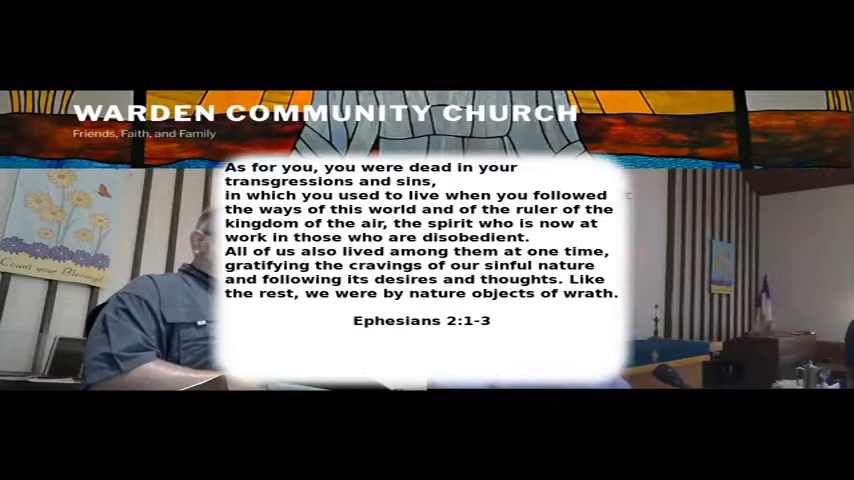 WARDEN COMMUNITY CHURCH
Friends, Faith, and Family
As for you, you were dead in your
transgressions and sins,
in which you used to live when you followed
the ways of this world and of the ruler of the
kingdom of the air, the spirit who is now at
work in those who are disobedient.
All of us also lived among them at one time,
gratifying the cravings of our sinful nature
and following its desires and thoughts. Like
the rest, we were by nature objects of wrath.
Ephesians 2:1-3
Count your Blessings